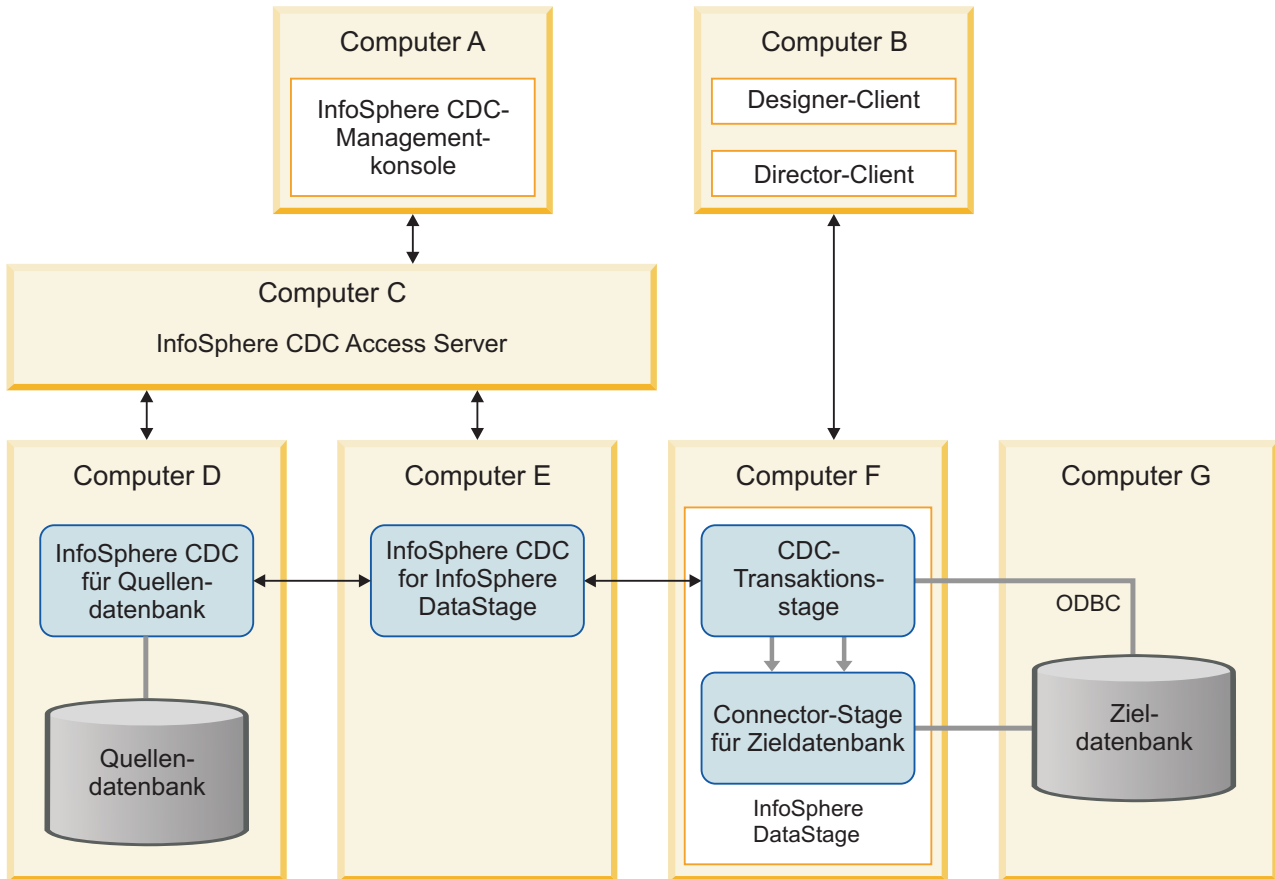 Computer A
InfoSphere CDC-
Management-
konsole
Computer B
Designer-Client
Director-Client
Computer C
InfoSphere CDC Access Server
Computer D
InfoSphere CDC
für Quellen-
datenbank
Quellen-
datenbank
Computer E
InfoSphere CDC
for InfoSphere
DataStage
Computer F
CDC-
Transaktions-
stage
Connector-Stage
für Zieldatenbank
InfoSphere
DataStage
Computer G
ODBC
Ziel-
datenbank